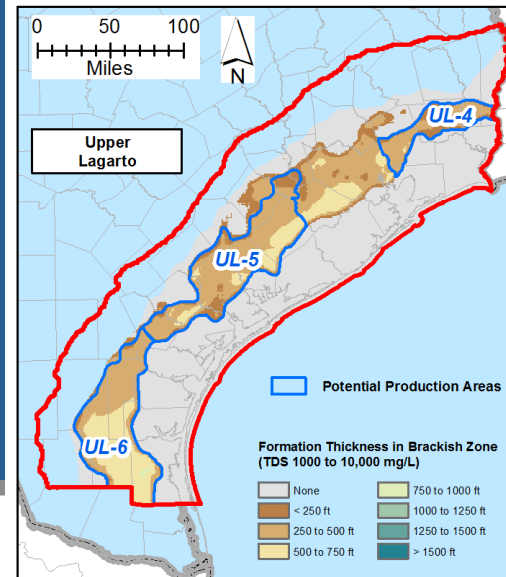 0 50 100
Miles
N
Upper
Lagarto
UL-4
UL-5
UL-6
Potential Production Areas
Formation Thickness in Brackish Zone
(TDS 1000 to 10,000 mg/L)
None
< 250 ft
250 to 500 ft
500 to 750 ft
750 to 1000 ft
1000 to 1250 ft
1250 to 1500 ft
> 1500 ft